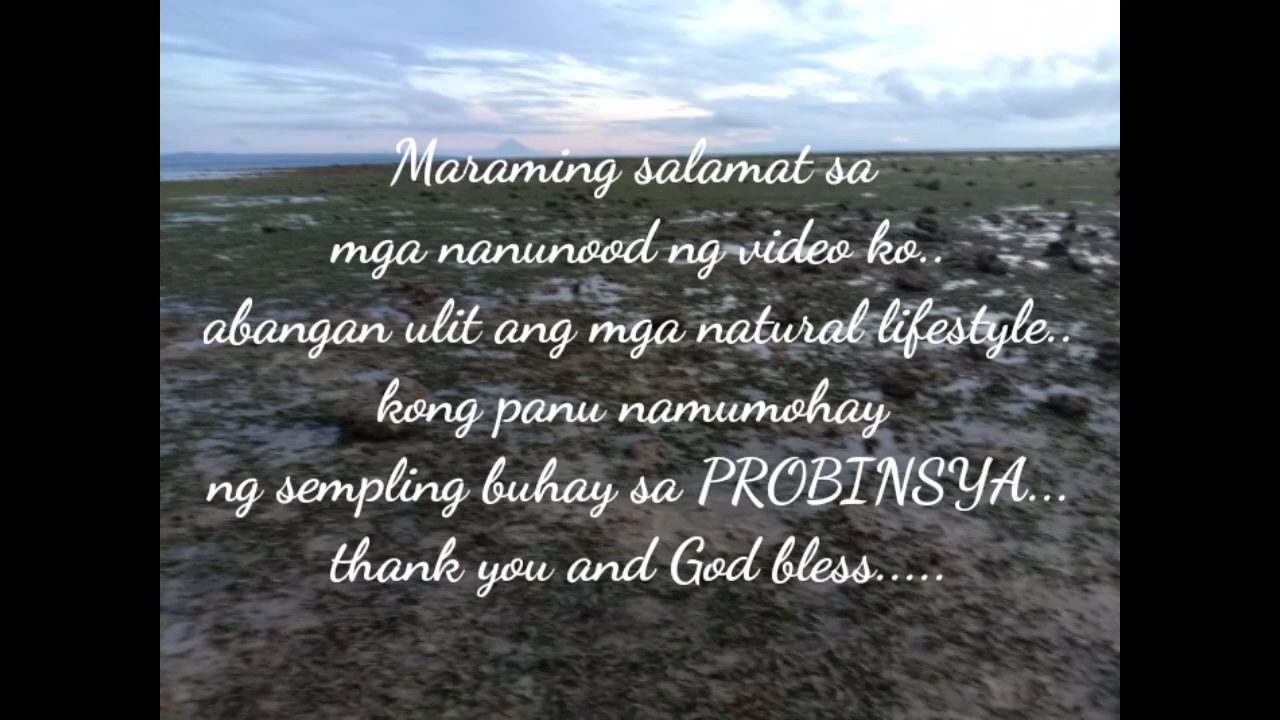 Maraming salamat sa
mga nanunood ng video ko..
abangan ulit ang mga natural lifestyle..
kong panu namumohay
ng sempling buhay sa PROBINSYA...
thank you and God bless.....